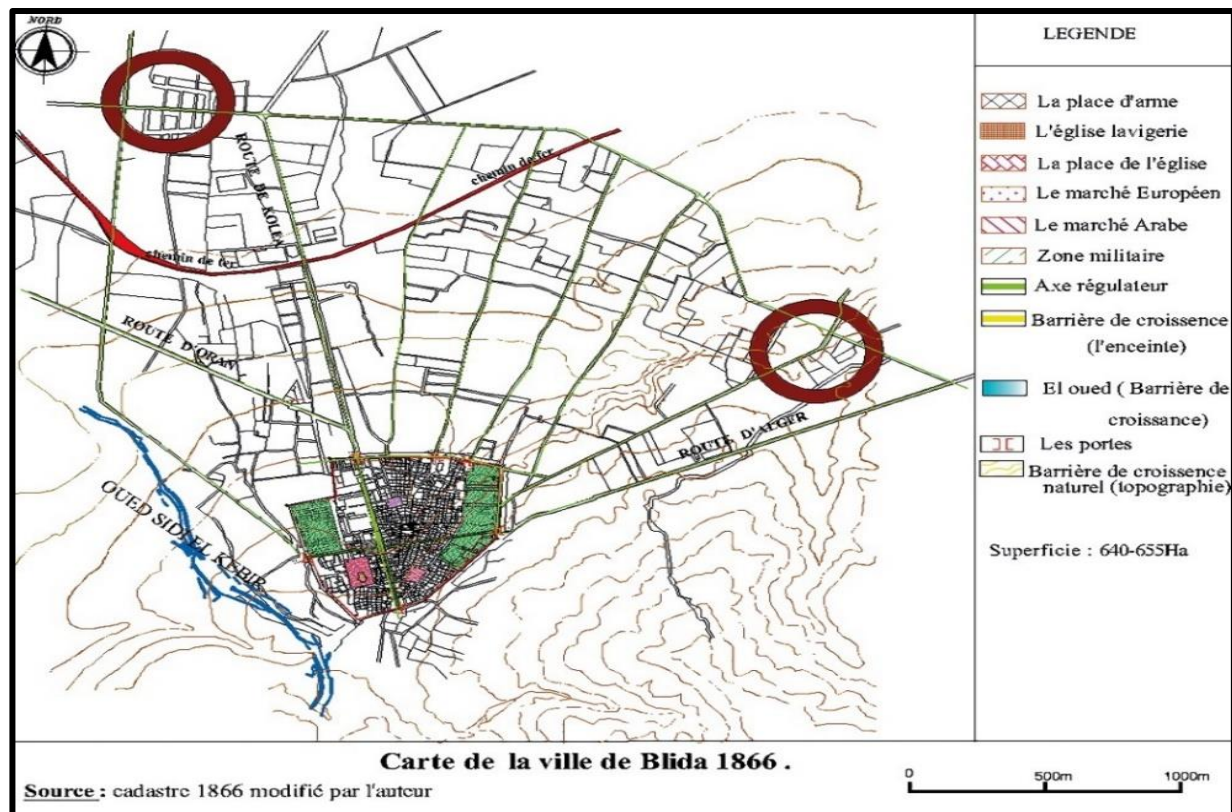 NORD
ROUTE DE KOLEA
chemin de fer
chemin de fer
ROUTE D'ORAN
ROUTE D'ALGER
OUED SIDI EL KEBIR
LEGENDE
La place d'arme
L'église lavigerie
La place de l'église
Le marché Européen
Le marché Arabe
Zone militaire
Axe régulateur
Barrière de croissence
(l'enceinte)
El oued ( Barrière de
croissance)
Les portes
Barrière de croissence
naturel (topographie)
Superficie : 640-655Ha
Carte de la ville de Blida 1866 .
Source : cadastre 1866 modifié par l'auteur
0 500m 1000m